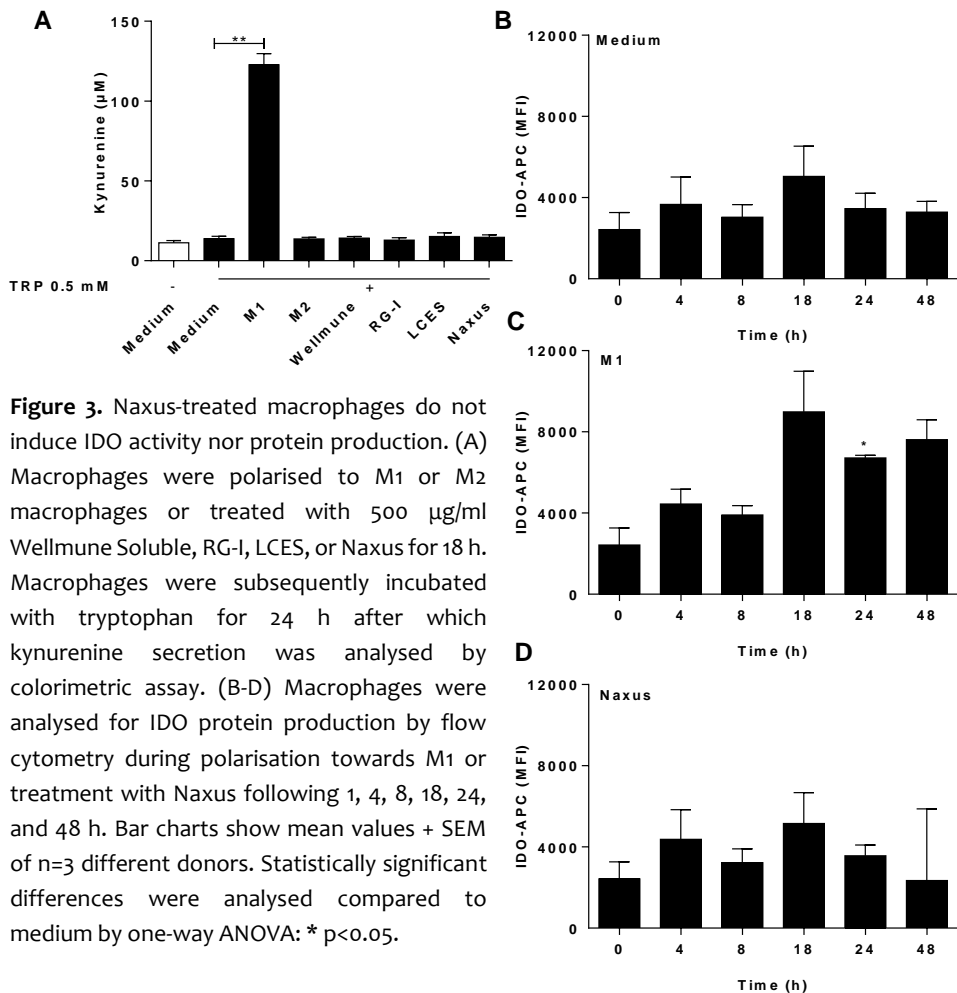 A
Kynurenine (µM)
150
100
50
0
**
TRP 0.5 mM
-
+
Medium
Medium
M1
M2
Wellmune
RG-I
LCES
Naxus
Figure 3. Naxus-treated macrophages do not
induce IDO activity nor protein production. (A)
Macrophages were polarised to M1 or M2
macrophages or treated with 500 µg/ml
Wellmune Soluble, RG-I, LCES, or Naxus for 18 h.
Macrophages were subsequently incubated
with tryptophan for 24 h after which
kynurenine secretion was analysed by
colorimetric assay. (B-D) Macrophages were
analysed for IDO protein production by flow
cytometry during polarisation towards M1 or
treatment with Naxus following 1, 4, 8, 18, 24,
and 48 h. Bar charts show mean values + SEM
of n=3 different donors. Statistically significant
differences were analysed compared to
medium by one-way ANOVA: * p<0.05.
B
Medium
IDO-APC (MFI)
12000
8000
4000
0
0 4 8 18 24 48
Time (h)
C
M1
IDO-APC (MFI)
12000
8000
4000
0
*
0 4 8 18 24 48
Time (h)
D
Naxus
IDO-APC (MFI)
12000
8000
4000
0
0 4 8 18 24 48
Time (h)